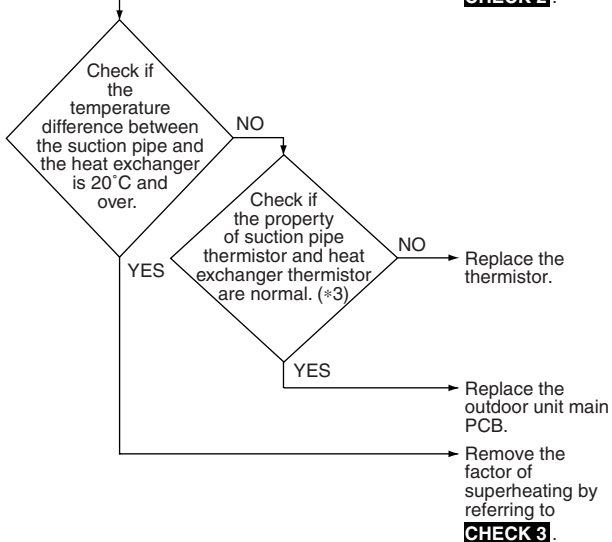 CHECK 2.
Check if
the
temperature
difference between
the suction pipe and
the heat exchanger
is 20˚C and
over.
NO
YES
Check if
the property
of suction pipe
thermistor and heat
exchanger thermistor
are normal. (∗3)
NO
Replace the
thermistor.
YES
Replace the
outdoor unit main
PCB.
Remove the
factor of
superheating by
referring to
CHECK 3.